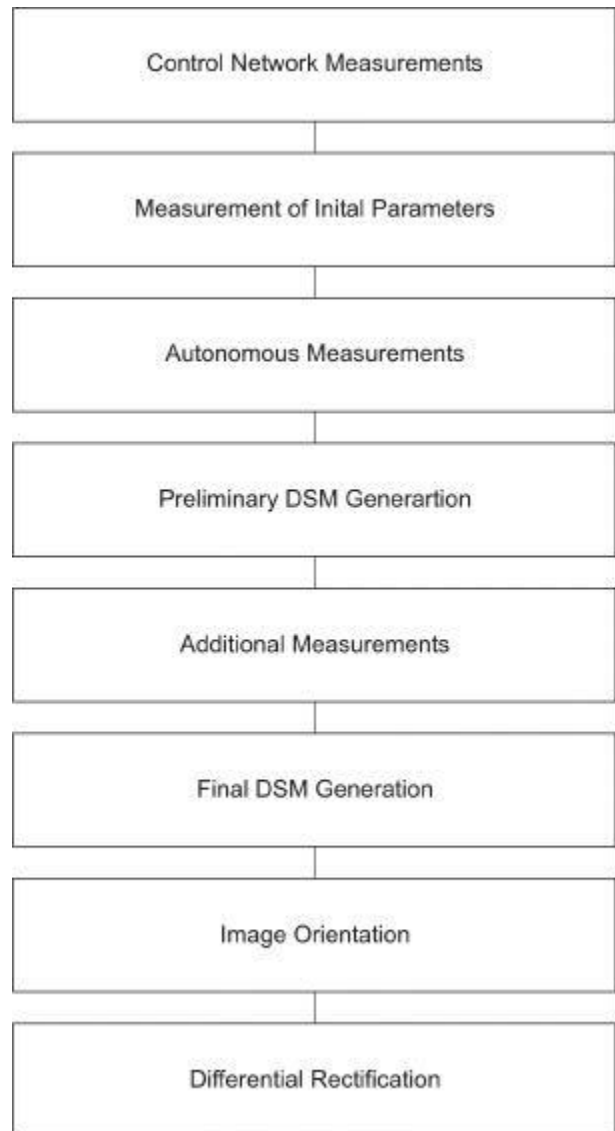 Control Network Measurements
Measurement of Inital Parameters
Autonomous Measurements
Preliminary DSM Generartion
Additional Measurements
Final DSM Generation
Image Orientation
Differential Rectification